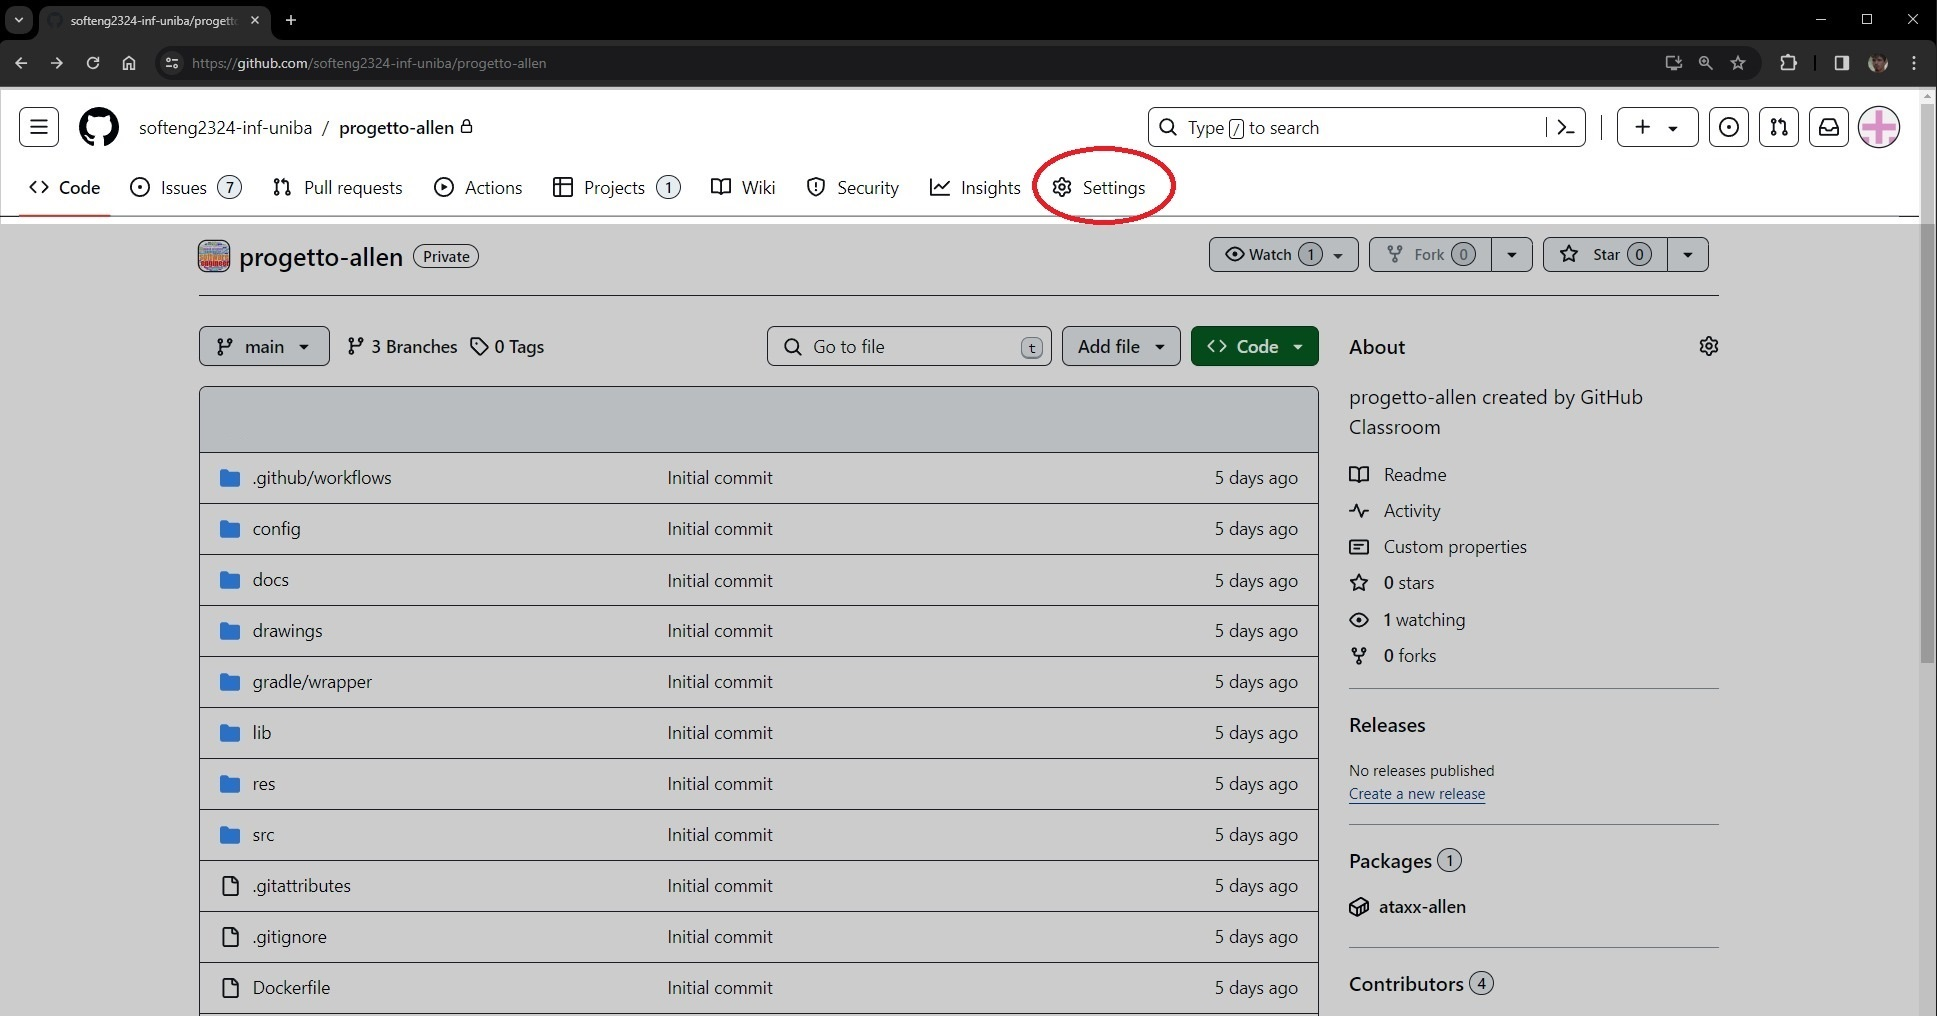 softeng2324-inf-uniba/progetto
https://github.com/softeng2324-inf-uniba/progetto-allen
softeng2324-inf-uniba / progetto-allen
Type / to search
Code Issues 7 Pull requests Actions Projects 1 Wiki Security Insights Settings
progetto-allen Private
Watch 1 Fork 0 Star 0
main 3 Branches 0 Tags Go to file t Add file Code
About
progetto-allen created by GitHub
Classroom
Readme
Activity
Custom properties
0 stars
1 watching
0 forks
Releases
No releases published
Create a new release
Packages 1
ataxx-allen
Contributors 4
.github/workflows Initial commit 5 days ago
config Initial commit 5 days ago
docs Initial commit 5 days ago
drawings Initial commit 5 days ago
gradle/wrapper Initial commit 5 days ago
lib Initial commit 5 days ago
res Initial commit 5 days ago
src Initial commit 5 days ago
.gitattributes Initial commit 5 days ago
.gitignore Initial commit 5 days ago
Dockerfile Initial commit 5 days ago